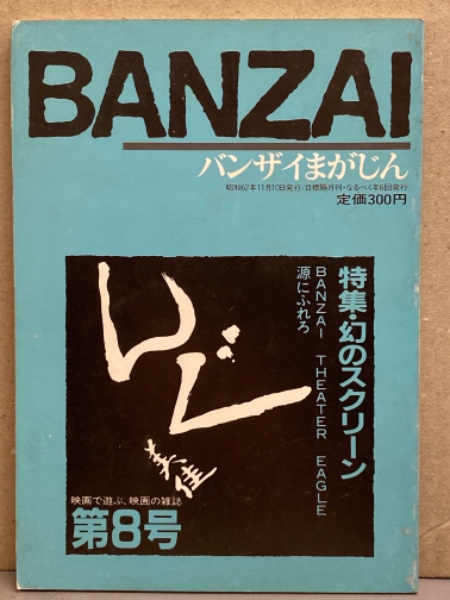 BANZAI
バンザイまがじん
昭和62年11月10日発行/目標隔月刊・なるべく年6回発行
定価300円
特集・幻のスクリーン
BANZAI THEATER EAGLE
源にふれろ
美佳
映画で遊ぶ、映画の雑誌
第8号